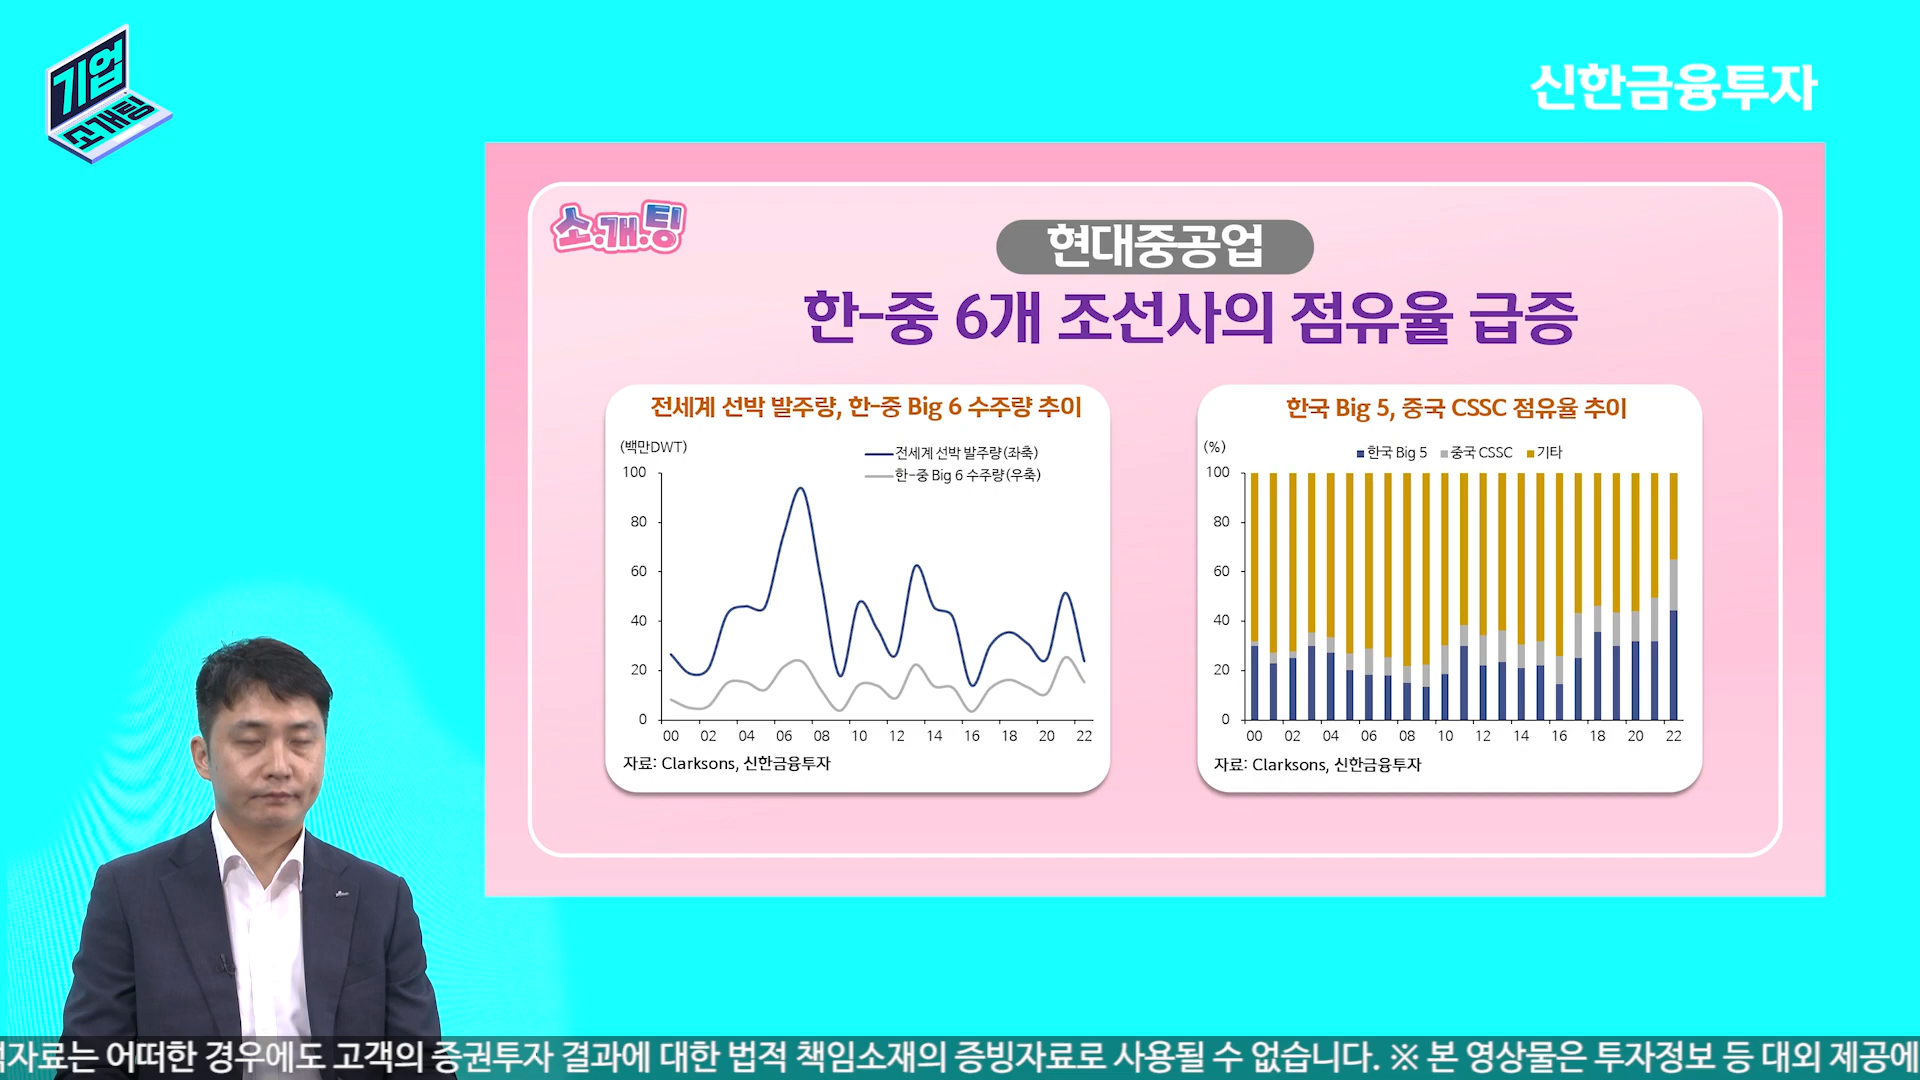 기업
소개팅
신한금융투자
소.개.팅
현대중공업
한-중 6개 조선사의 점유율 급증
전세계 선박 발주량, 한-중 Big 6 수주량 추이
(백만DWT)
전세계 선박 발주량(좌축)
한-중 Big 6 수주량(우축)
100
80
60
40
20
0
00 02 04 06 08 10 12 14 16 18 20 22
자료: Clarksons, 신한금융투자
한국 Big 5, 중국 CSSC 점유율 추이
(%)
한국 Big 5 중국 CSSC 기타
100
80
60
40
20
0
00 02 04 06 08 10 12 14 16 18 20 22
자료: Clarksons, 신한금융투자
자료는 어떠한 경우에도 고객의 증권투자 결과에 대한 법적 책임소재의 증빙자료로 사용될 수 없습니다. ※ 본 영상물은 투자정보 등 대외 제공에